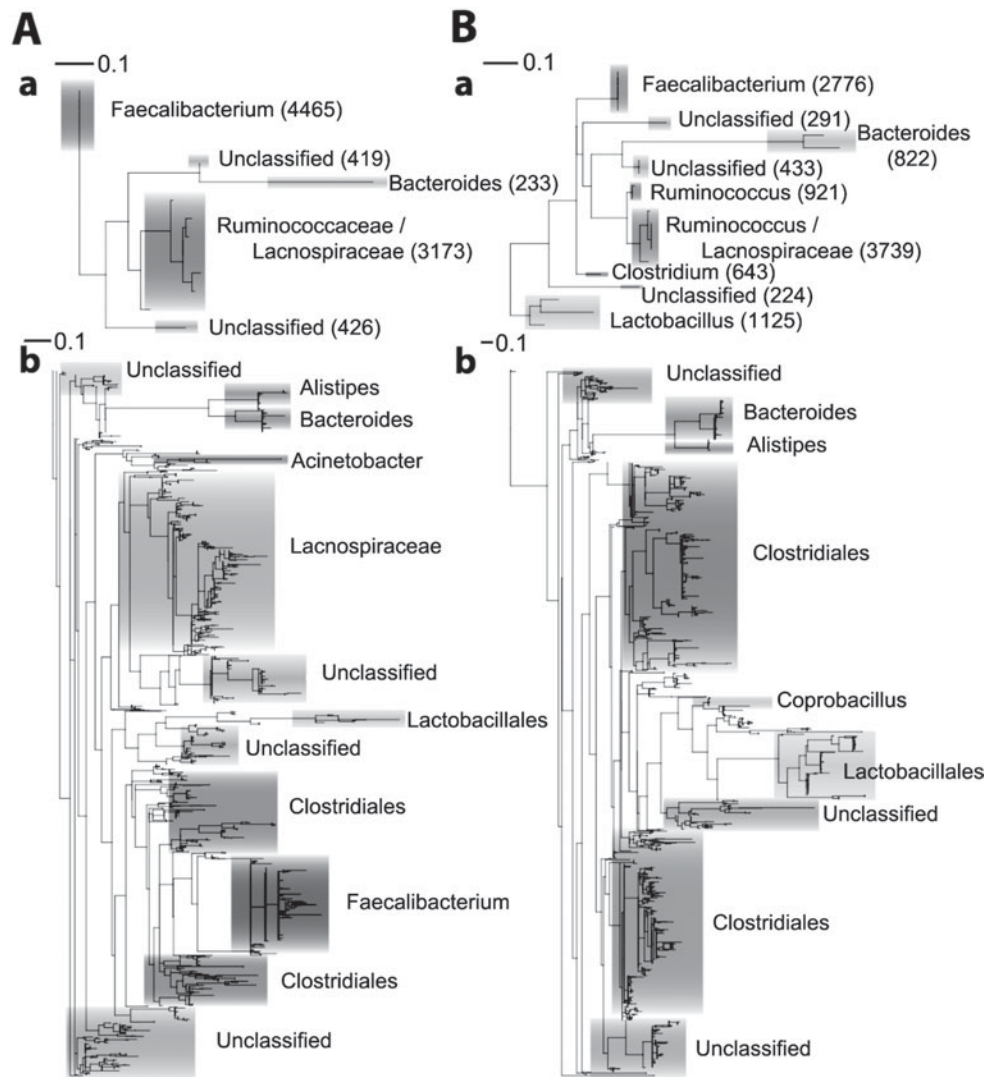 A
0.1
a
Faecalibacterium (4465)
Unclassified (419)
Bacteroides (233)
Ruminococcaceae /
Lacnospiraceae (3173)
Unclassified (426)
0.1
b
Unclassified
Alistipes
Bacteroides
Acinetobacter
Lacnospiraceae
Unclassified
Lactobacillales
Unclassified
Clostridiales
Faecalibacterium
Clostridiales
Unclassified
B
0.1
a
Faecalibacterium (2776)
Unclassified (291)
Bacteroides
(822)
Unclassified (433)
Ruminococcus (921)
Ruminococcus /
Lacnospiraceae (3739)
Clostridium (643)
Unclassified (224)
Lactobacillus (1125)
0.1
b
Unclassified
Bacteroides
Alistipes
Clostridiales
Coprobacillus
Lactobacillales
Unclassified
Clostridiales
Unclassified